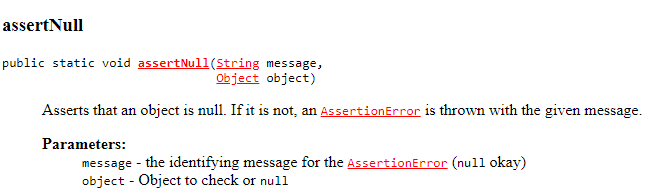 assertNull
public static void assertNull(String message,
Object object)
Asserts that an object is null. If it is not, an AssertionError is thrown with the given message.
Parameters:
message - the identifying message for the AssertionError (null okay)
object - Object to check or null